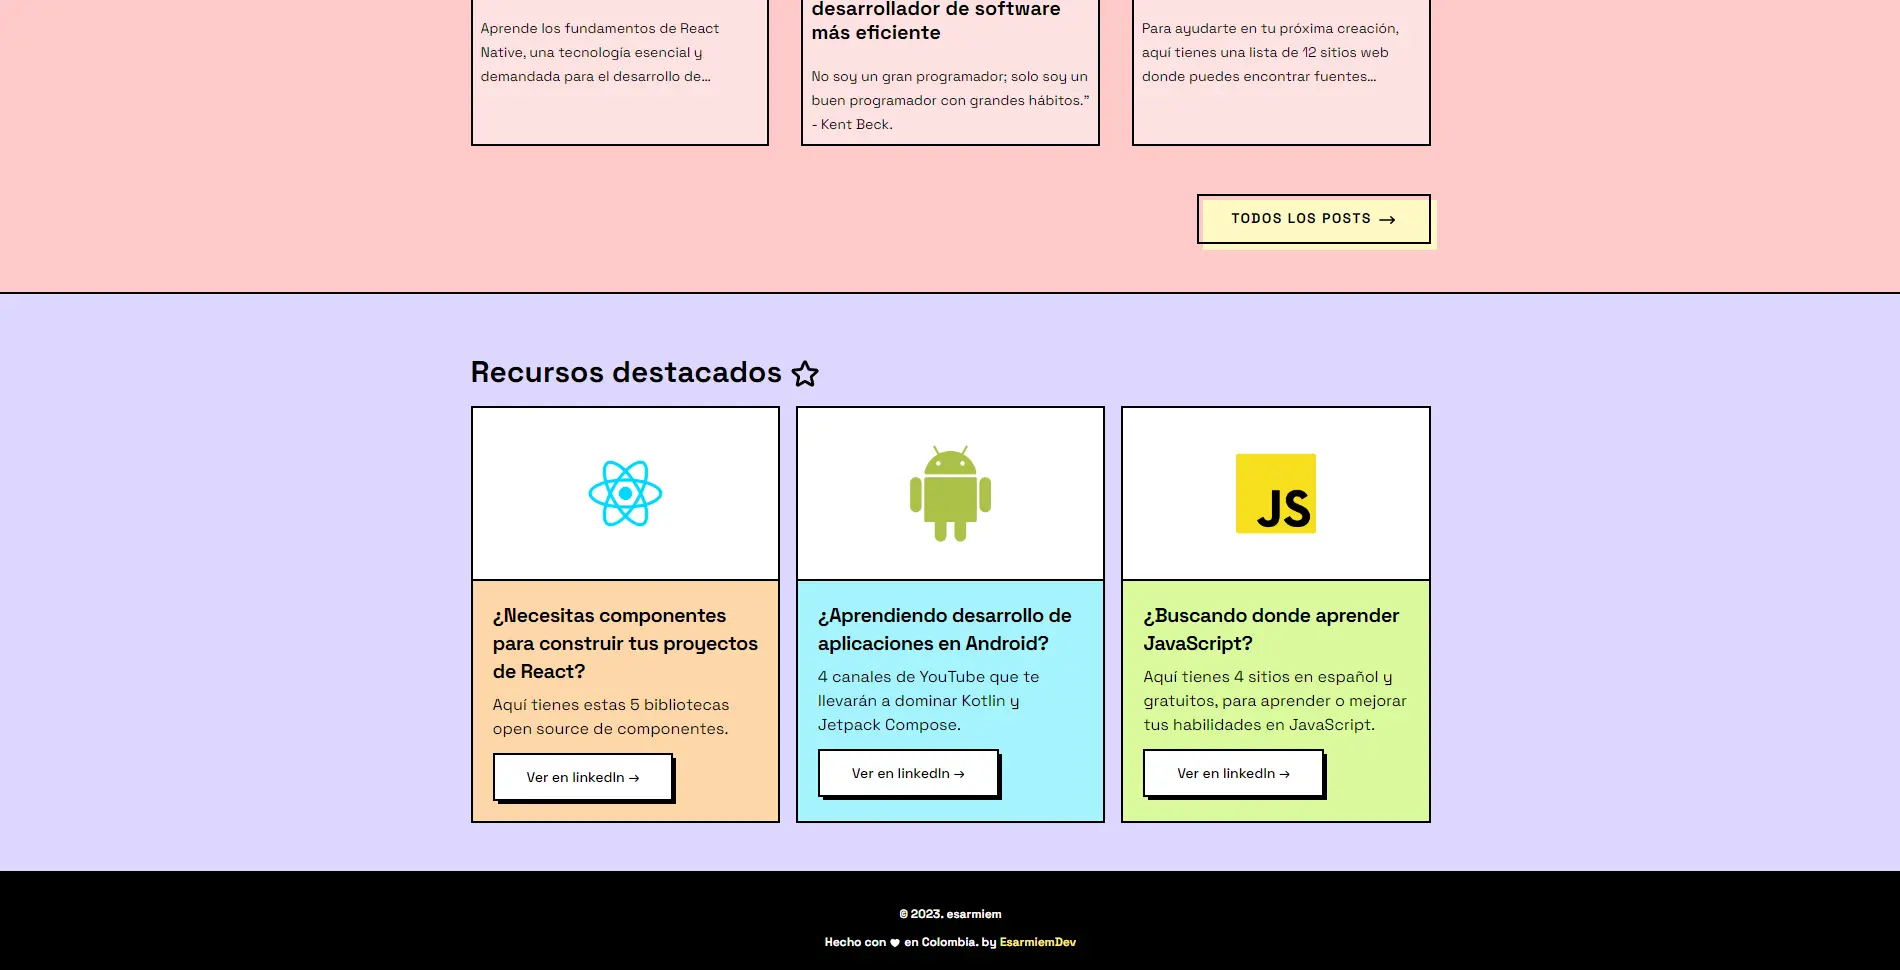 Aprende los fundamentos de React
Native, una tecnología esencial y
demandada para el desarrollo de...
desarrollador de software
más eficiente
No soy un gran programador; solo soy un
buen programador con grandes hábitos.”
- Kent Beck.
Para ayudarte en tu próxima creación,
aquí tienes una lista de 12 sitios web
donde puedes encontrar fuentes...
TODOS LOS POSTS →
Recursos destacados
JS
¿Necesitas componentes
para construir tus proyectos
de React?
Aquí tienes estas 5 bibliotecas
open source de componentes.
Ver en linkedIn →
¿Aprendiendo desarrollo de
aplicaciones en Android?
4 canales de YouTube que te
llevarán a dominar Kotlin y
Jetpack Compose.
Ver en linkedIn →
¿Buscando donde aprender
JavaScript?
Aquí tienes 4 sitios en español y
gratuitos, para aprender o mejorar
tus habilidades en JavaScript.
Ver en linkedIn →
© 2023. esarmiem
Hecho con ♥ en Colombia. by EsarmiemDev